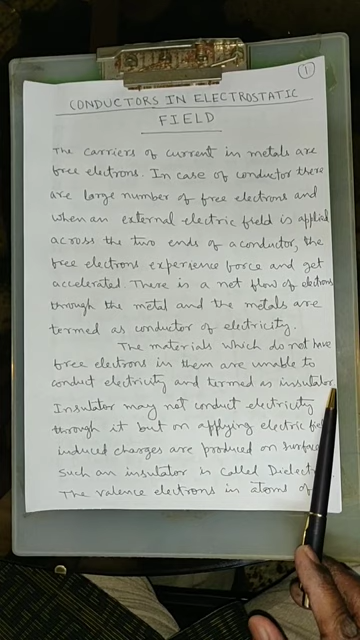 1
CONDUCTORS IN ELECTROSTATIC
FIELD
The carriers of current in metals are
free electrons. In case of conductor there
are large number of free electrons and
when an external electric field is applied
across the two ends of a conductor, the
free electrons experience force and get
accelerated. There is a net flow of electrons
through the metal and the metals are
termed as conductor of electricity.
The materials which do not have
free electrons in them are unable to
conduct electricity and termed as insulator.
Insulator may not conduct electricity
through it but on applying electric
induced charges are produced on
Such an insulator is called
The valence electrons in atoms of